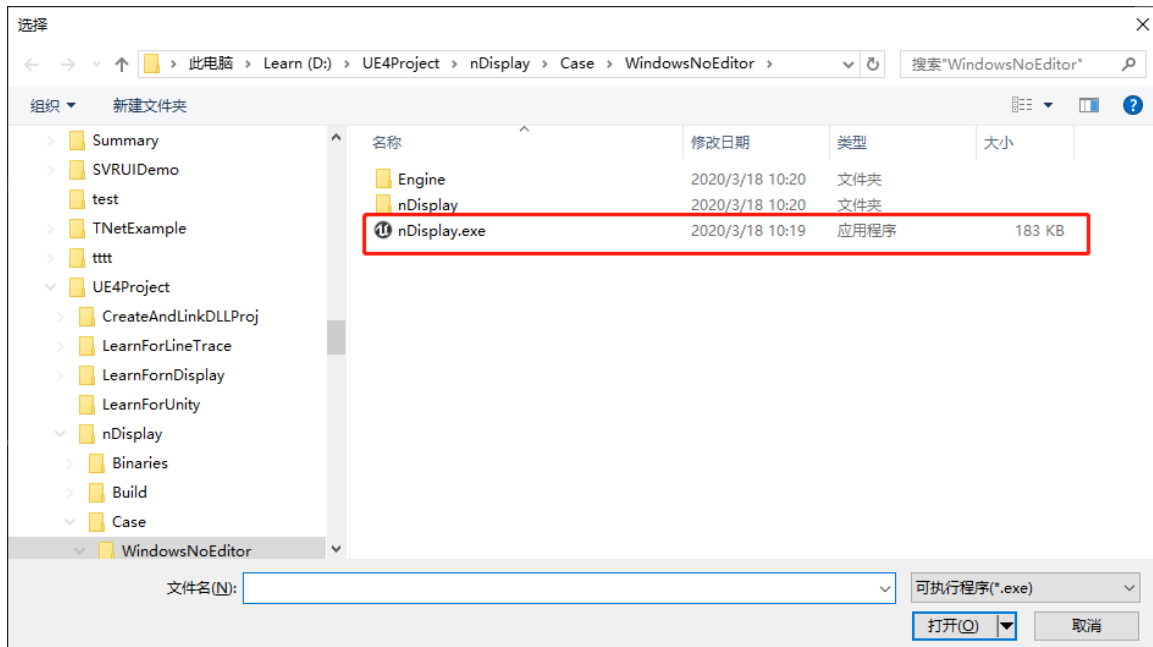 选择
此电脑 > Learn (D:) > UE4Project > nDisplay > Case > WindowsNoEditor >
搜索"WindowsNoEditor"
组织 新建文件夹
Summary
SVRUIDemo
test
TNetExample
tttt
UE4Project
CreateAndLinkDLLProj
LearnForLineTrace
LearnFornDisplay
LearnForUnity
nDisplay
Binaries
Build
Case
WindowsNoEditor
名称 修改日期 类型 大小
Engine 2020/3/18 10:20 文件夹
nDisplay 2020/3/18 10:20 文件夹
nDisplay.exe 2020/3/18 10:19 应用程序 183 KB
文件名(N): 可执行程序(*.exe)
打开(O) 取消